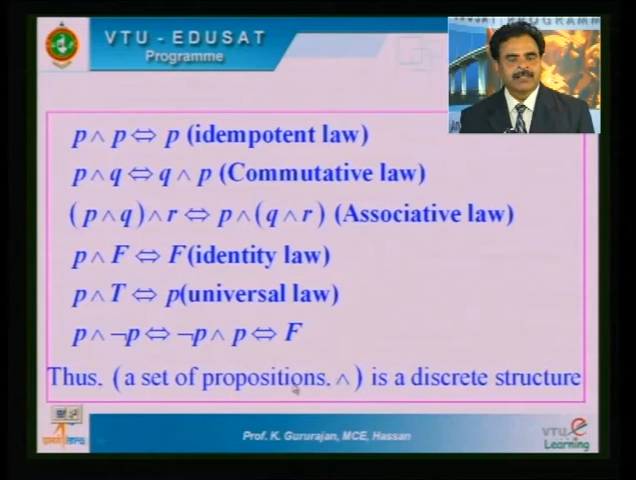 VTU - EDUSAT
Programme
p ∧ p ⇔ p (idempotent law)
p ∧ q ⇔ q ∧ p (Commutative law)
(p ∧ q) ∧ r ⇔ p ∧ (q ∧ r) (Associative law)
p ∧ F ⇔ F(identity law)
p ∧ T ⇔ p(universal law)
p ∧ ¬p ⇔ ¬p ∧ p ⇔ F
Thus, (a set of propositions, ∧) is a discrete structure
Prof. K. Gururajan, MCE, Hassan
VTU e
Learning